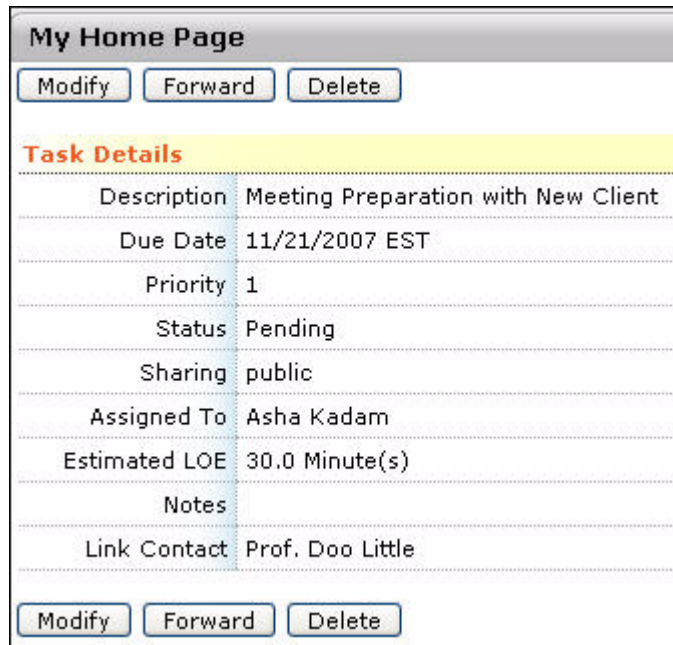 My Home Page
Modify Forward Delete
Task Details
Description Meeting Preparation with New Client
Due Date 11/21/2007 EST
Priority 1
Status Pending
Sharing public
Assigned To Asha Kadam
Estimated LOE 30.0 Minute(s)
Notes
Link Contact Prof. Doo Little
Modify Forward Delete